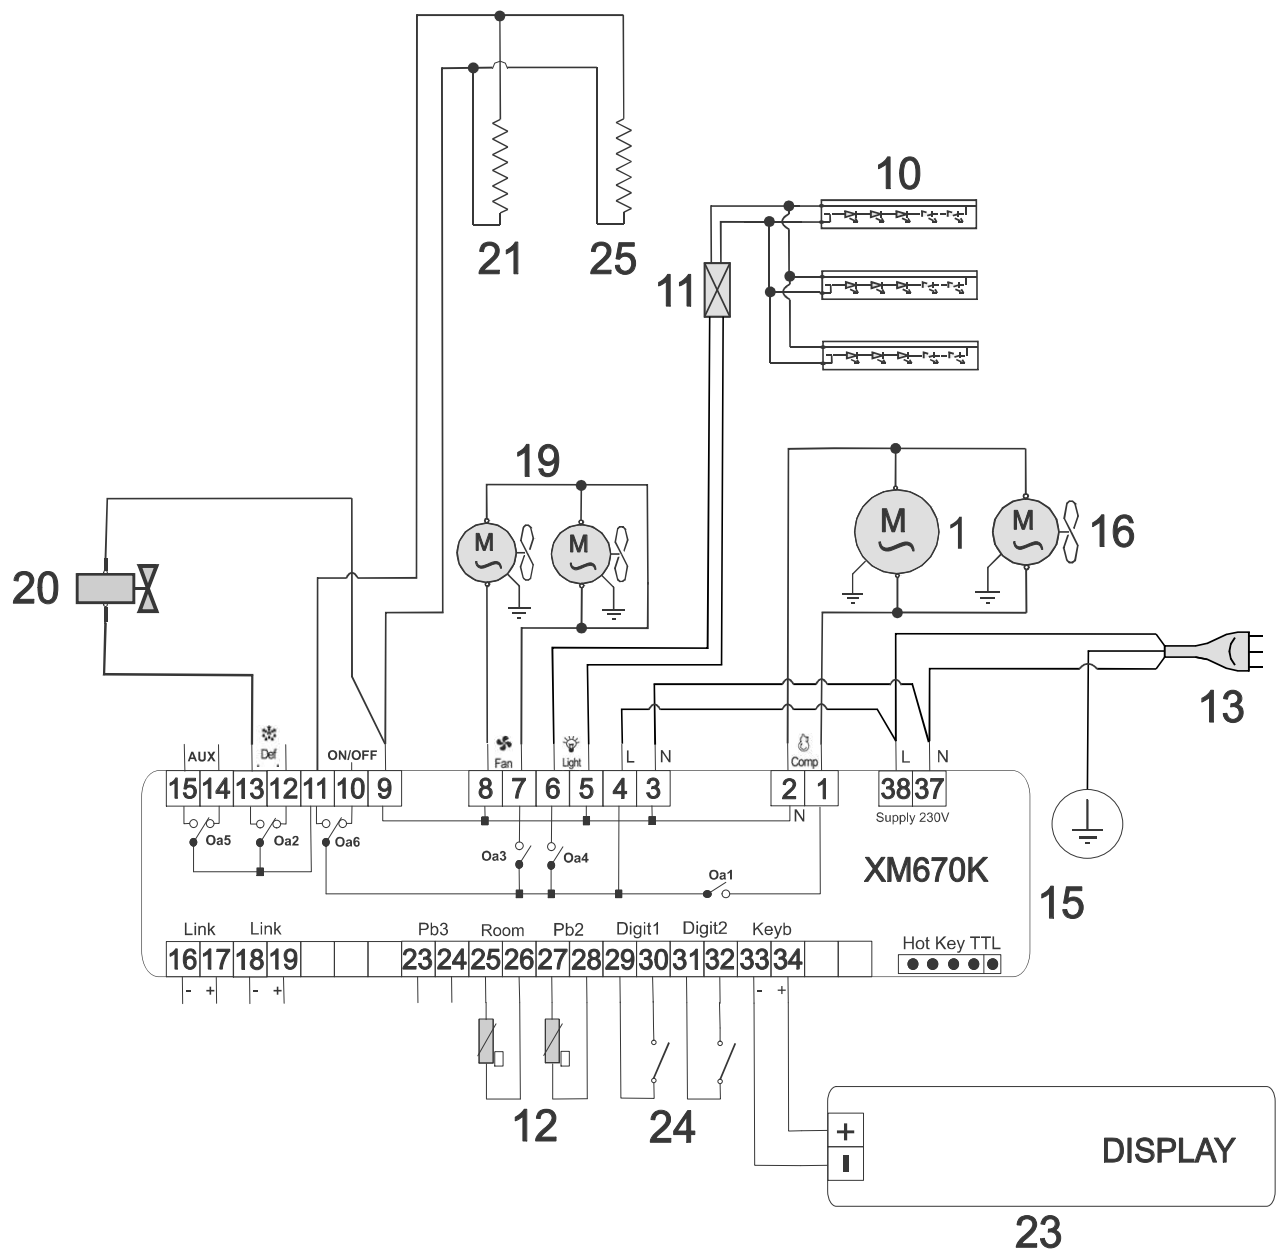 10
21
25
11
19
M
M
M
1
M
16
20
13
AUX
Def
ON/OFF
Fan
Light
L
N
Comp
L
N
15
14
13
12
11
10
9
8
7
6
5
4
3
2
1
38
37
N
Supply 230V
Oa5
Oa2
Oa6
Oa3
Oa4
Oa1
XM670K
15
Link
Link
Pb3
Room
Pb2
Digit1
Digit2
Keyb
Hot Key TTL
16
17
18
19
23
24
25
26
27
28
29
30
31
32
33
34
-
+
-
+
-
+
12
24
+
-
DISPLAY
23